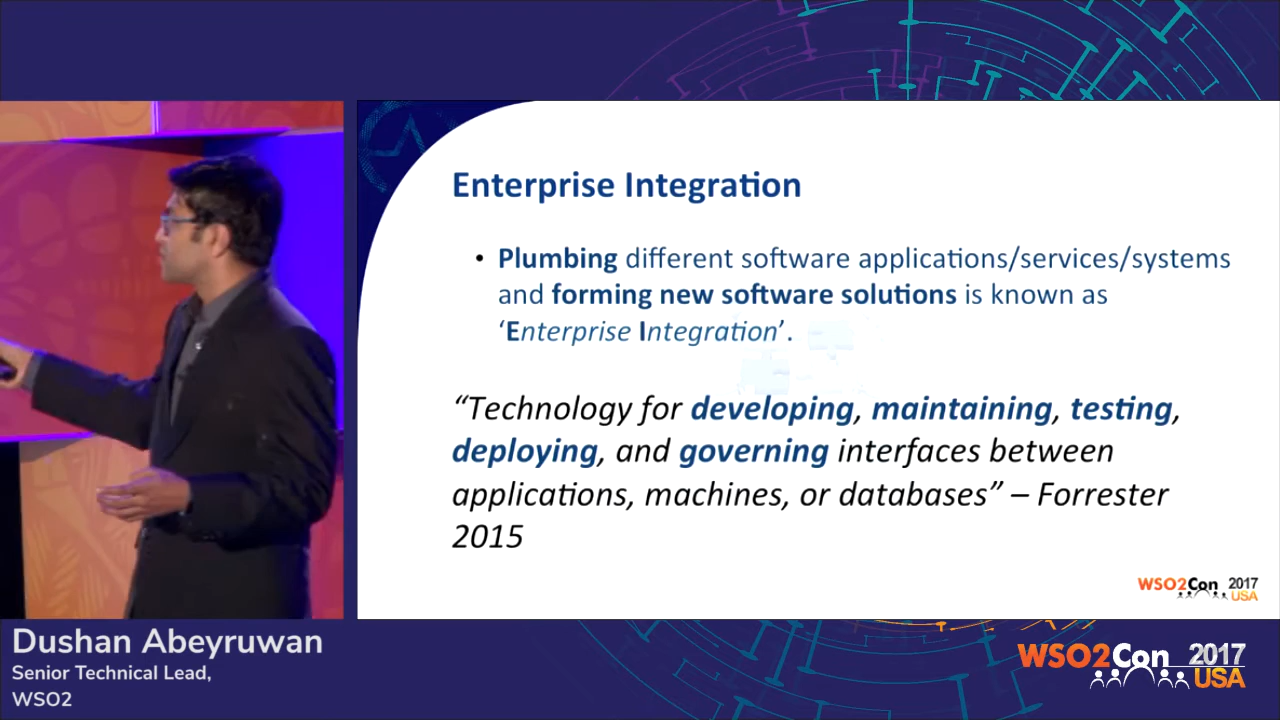 Enterprise Integration
• Plumbing different software applications/services/systems
and forming new software solutions is known as
‘Enterprise Integration’.
“Technology for developing, maintaining, testing,
deploying, and governing interfaces between
applications, machines, or databases” – Forrester
2015
WSO2Con 2017
USA
Dushan Abeyruwan
Senior Technical Lead,
WSO2
WSO2Con 2017
USA